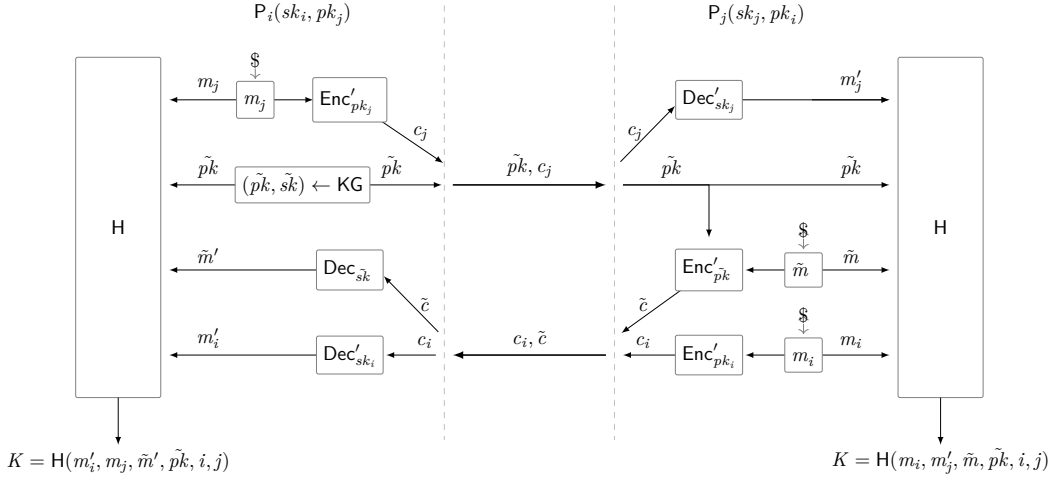 P_i(sk_i, pk_j) P_j(sk_j, pk_i)
$
m_j m_j Enc'_{pk_j} Dec'_{sk_j} m'_j
c_j c_j
p̃k (p̃k, s̃k) ← KG p̃k p̃k, c_j p̃k p̃k
H H
$
m̃' Dec_{s̃k} Enc'_{p̃k} m̃ m̃
c̃ c̃
$
m'_i Dec'_{sk_i} c_i c_i, c̃ c_i Enc'_{pk_i} m_i m_i
K = H(m'_i, m_j, m̃', p̃k, i, j) K = H(m_i, m'_j, m̃, p̃k, i, j)